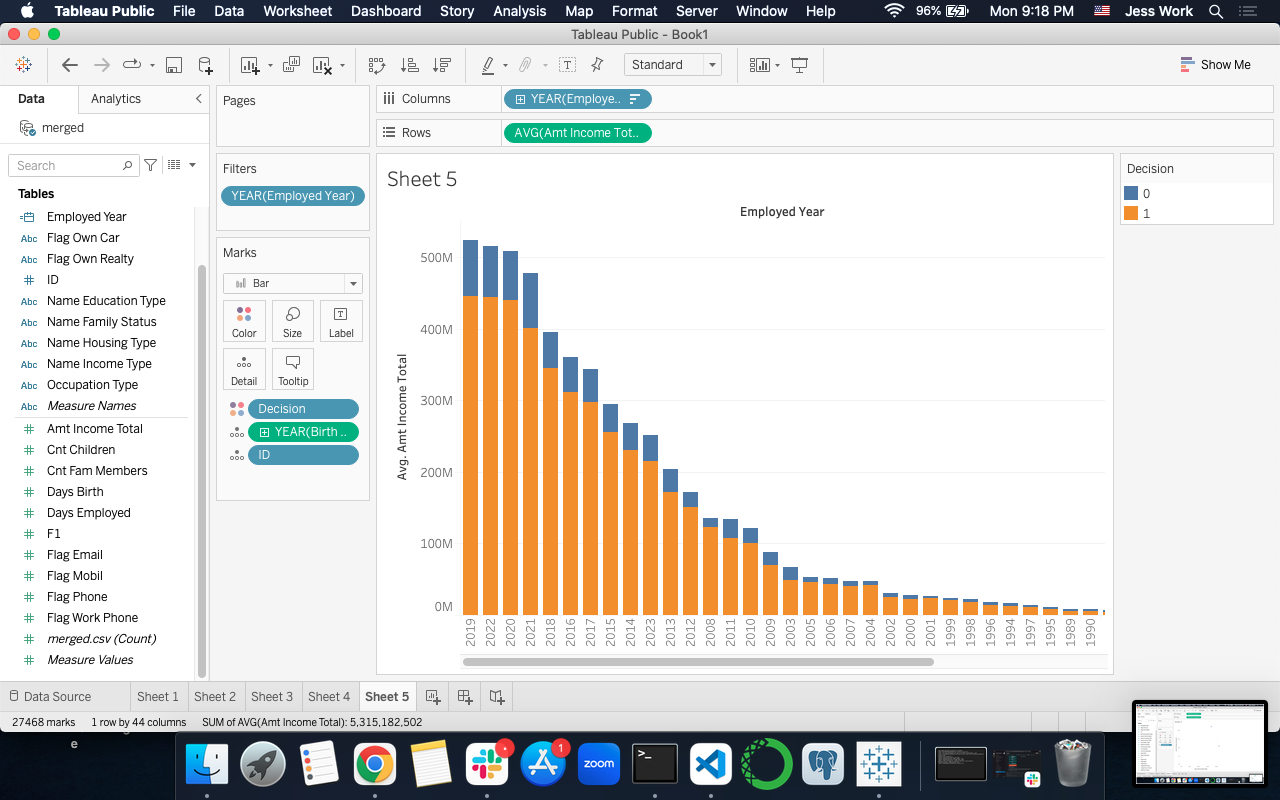 Tableau Public File Data Worksheet Dashboard Story Analysis Map Format Server Window Help 96% Mon 9:18 PM Jess Work
Tableau Public - Book1
Standard Show Me
Data Analytics
merged
Search
Tables
Employed Year
Abc Flag Own Car
Abc Flag Own Realty
ID
Abc Name Education Type
Abc Name Family Status
Abc Name Housing Type
Abc Name Income Type
Abc Occupation Type
Abc Measure Names
Amt Income Total
Cnt Children
Cnt Fam Members
Days Birth
Days Employed
F1
Flag Email
Flag Mobil
Flag Phone
Flag Work Phone
merged.csv (Count)
Measure Values
Pages
Filters
YEAR(Employed Year)
Marks
Bar
Color Size Label
Detail Tooltip
Decision
YEAR(Birth ..
ID
Columns YEAR(Employe..
Rows AVG(Amt Income Tot..
Sheet 5
Employed Year
Avg. Amt Income Total
500M
400M
300M
200M
100M
0M
2019 2022 2020 2021 2018 2016 2017 2015 2014 2023 2013 2012 2008 2011 2010 2009 2003 2005 2006 2007 2004 2002 2000 2001 1999 1998 1996 1994 1997 1995 1989 1990
Decision
0
1
Data Source Sheet 1 Sheet 2 Sheet 3 Sheet 4 Sheet 5
27468 marks 1 row by 44 columns SUM of AVG(Amt Income Total): 5,315,182,502
e
1
zoom